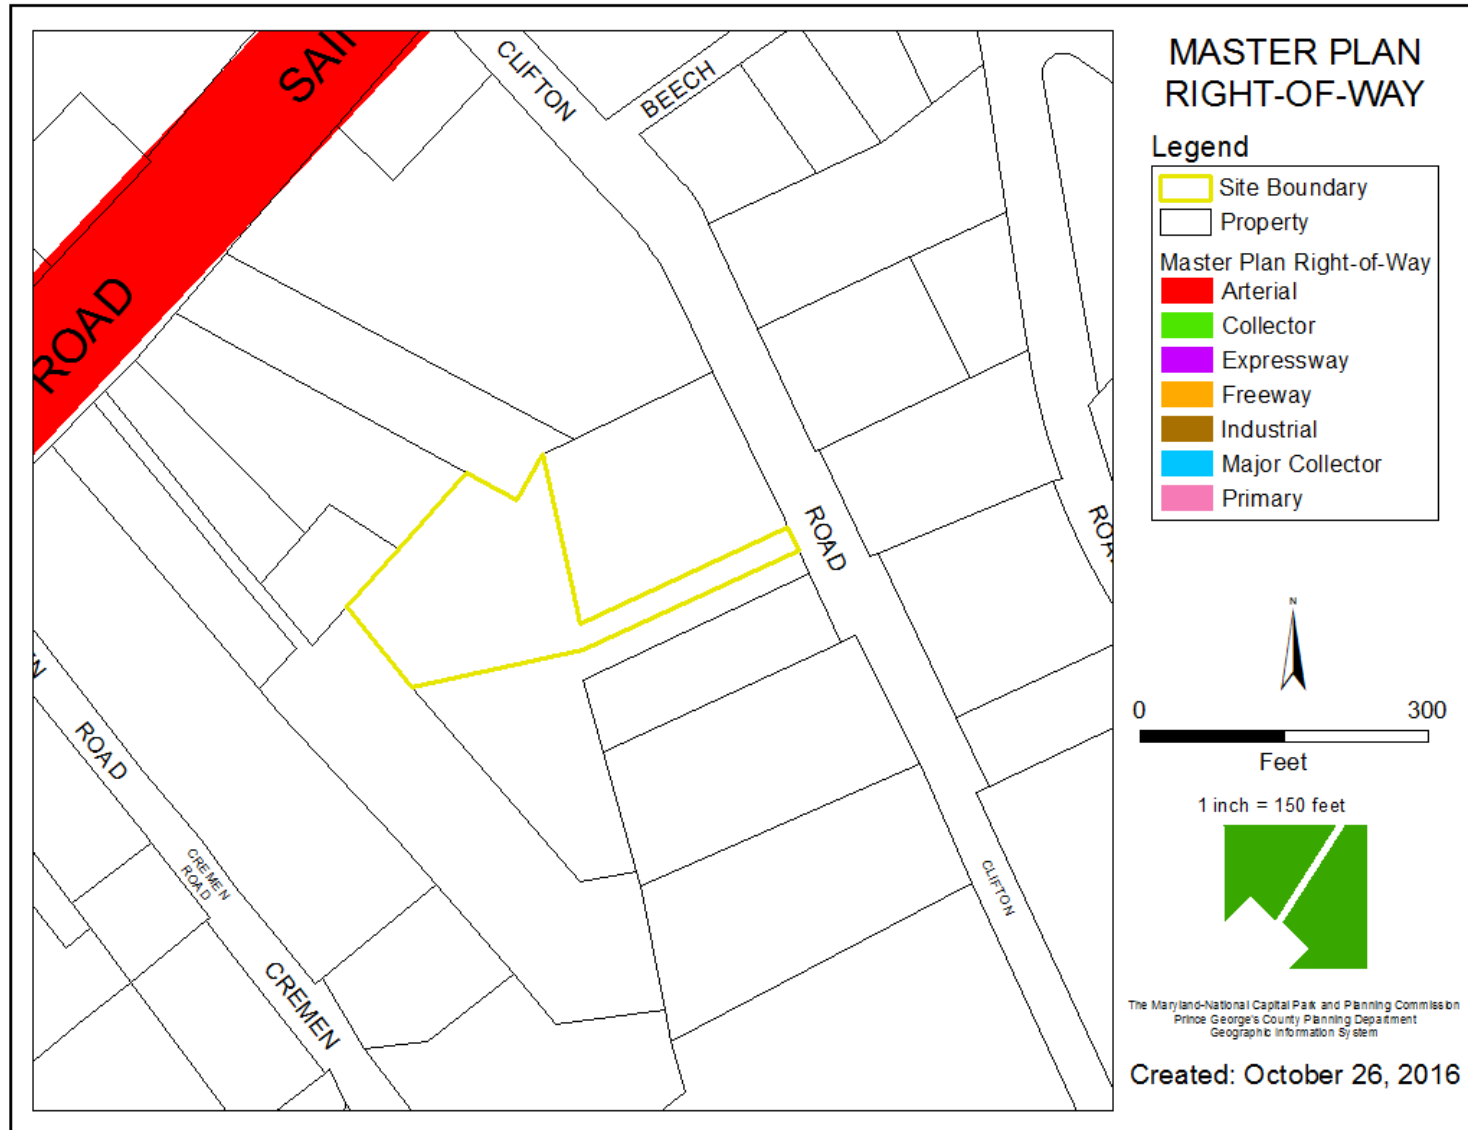 SAIN
CLIFTON
BEECH
ROAD
ROAD
ROAD
ROAD
CREMEN
ROAD
CREMEN
CLIFTON
MASTER PLAN
RIGHT-OF-WAY
Legend
Site Boundary
Property
Master Plan Right-of-Way
Arterial
Collector
Expressway
Freeway
Industrial
Major Collector
Primary
N
0 300
Feet
1 inch = 150 feet
The Maryland-National Capital Park and Planning Commission
Prince George's County Planning Department
Geographic Information System
Created: October 26, 2016